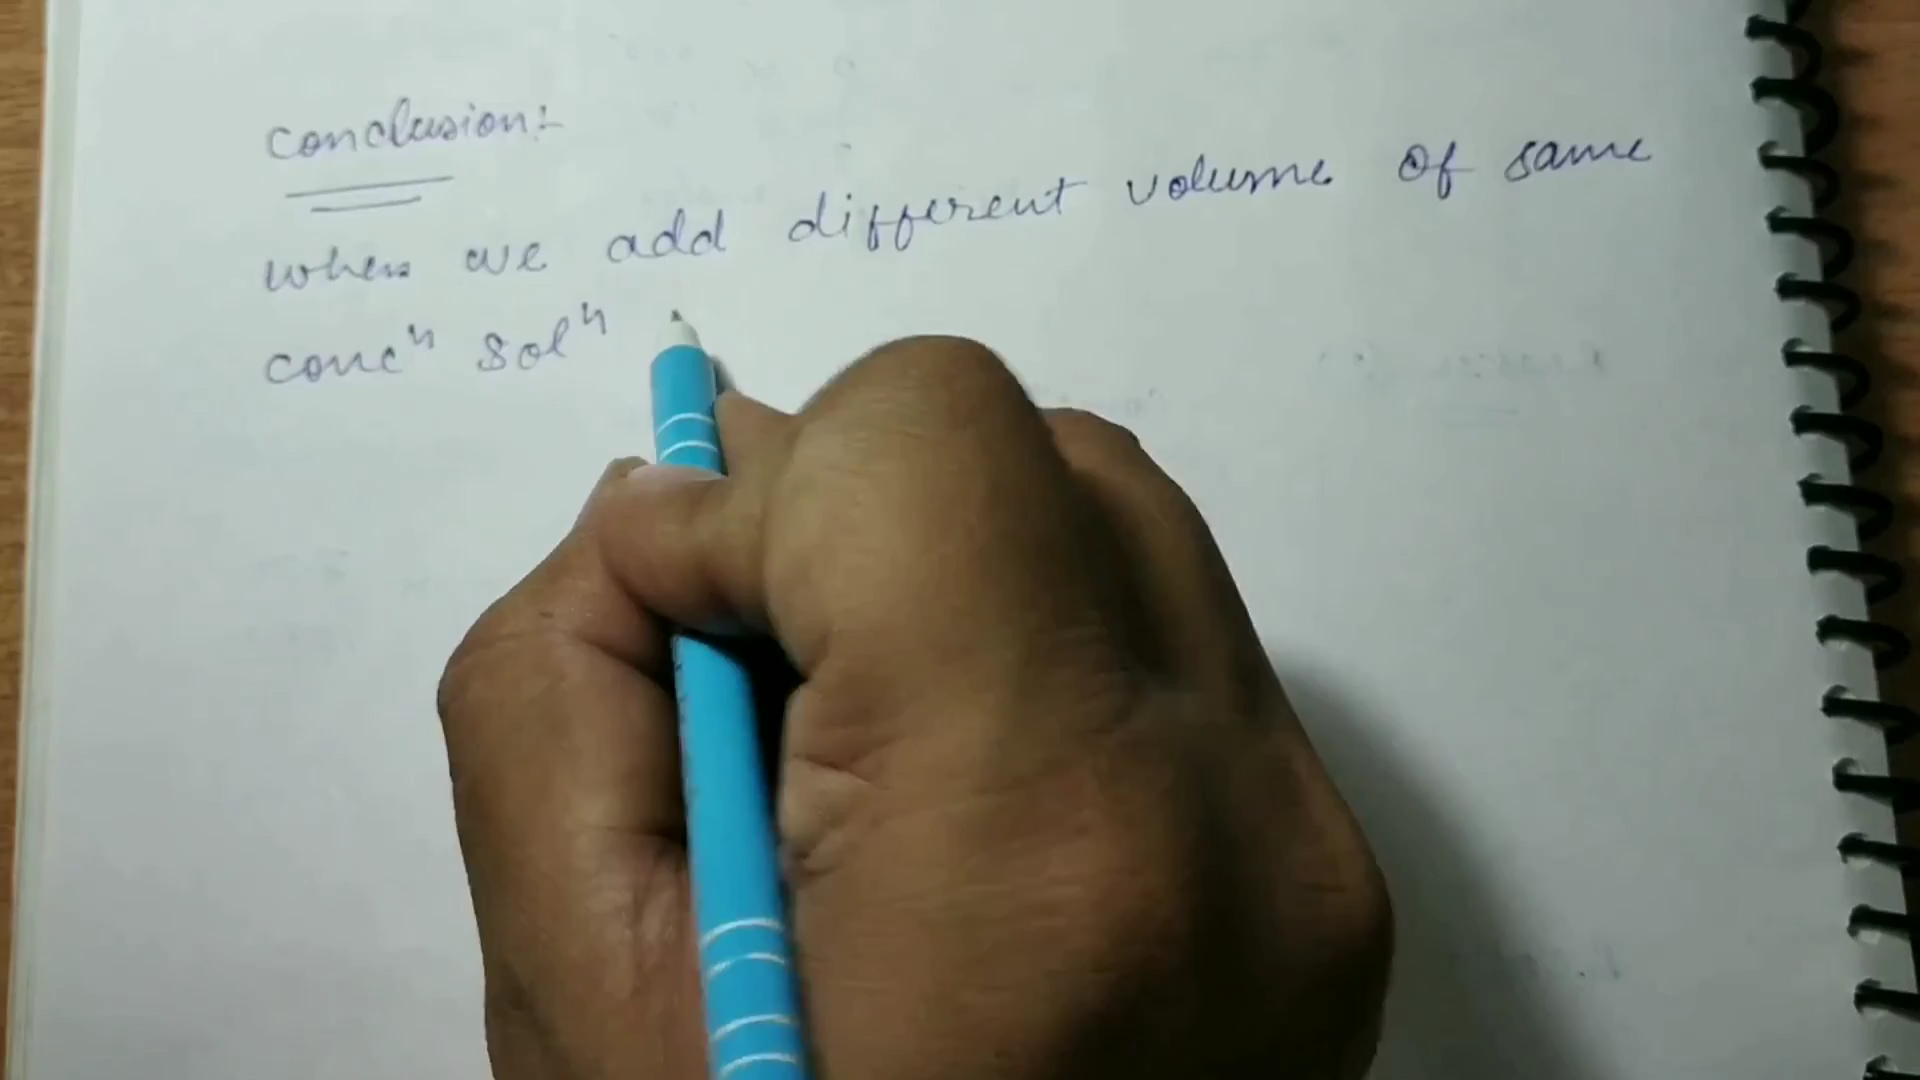 Conclusion:-
when we add different volume of same
concⁿ solⁿ